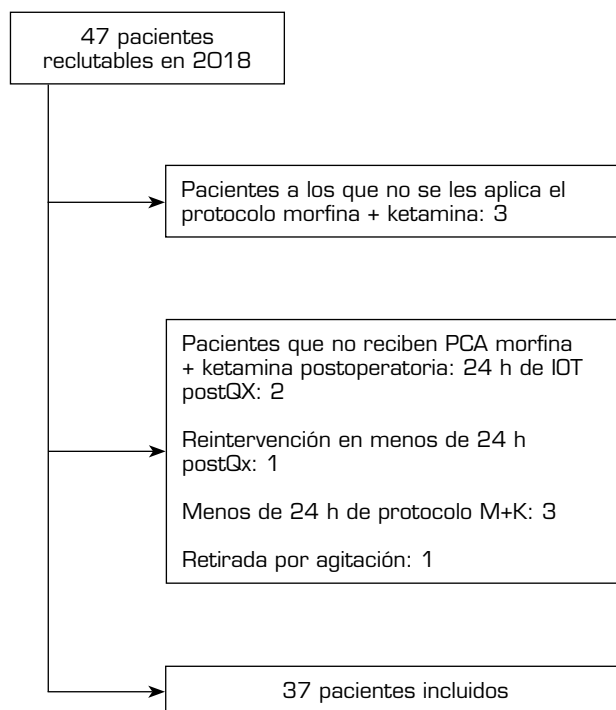 47 pacientes
reclutables en 2018
Pacientes a los que no se les aplica el
protocolo morfina + ketamina: 3
Pacientes que no reciben PCA morfina
+ ketamina postoperatoria: 24 h de IOT
postQX: 2
Reintervención en menos de 24 h
postQx: 1
Menos de 24 h de protocolo M+K: 3
Retirada por agitación: 1
37 pacientes incluidos